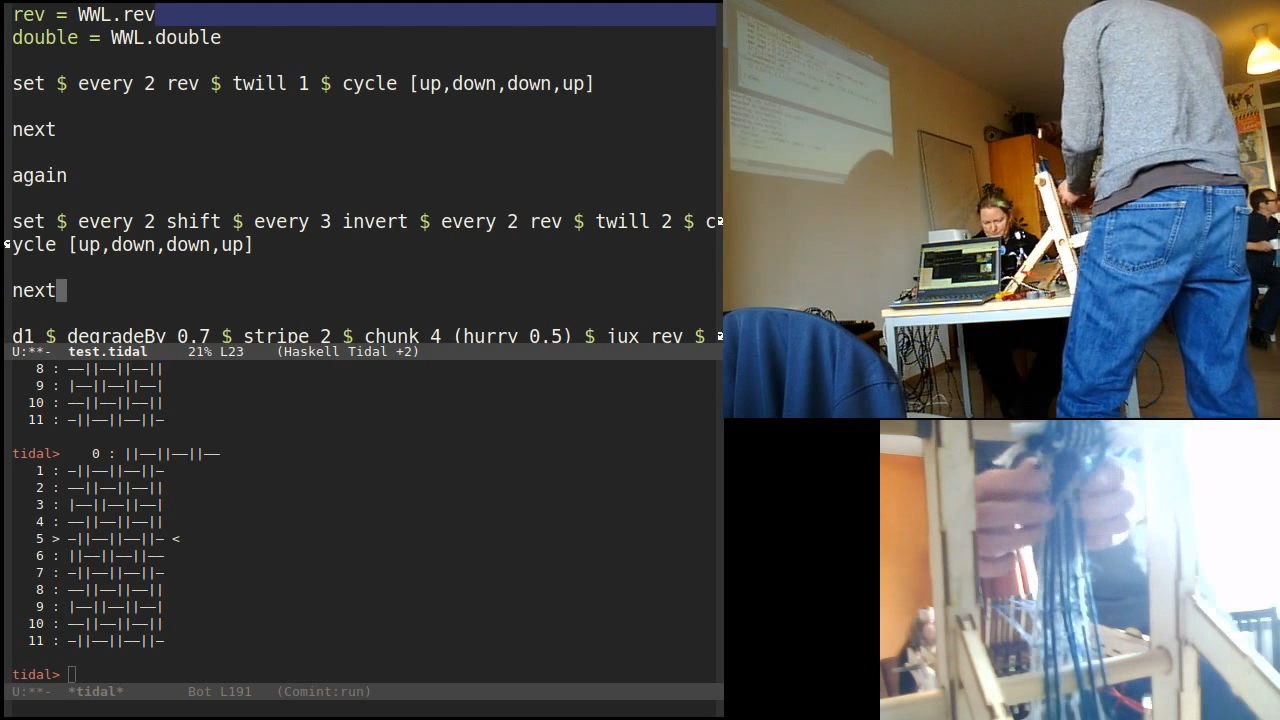 rev = WWL.rev
double = WWL.double
set $ every 2 rev $ twill 1 $ cycle [up,down,down,up]
next
again
set $ every 2 shift $ every 3 invert $ every 2 rev $ twill 2 $ c
ycle [up,down,down,up]
next
d1 $ degradeBy 0.7 $ stripe 2 $ chunk 4 (hurry 0.5) $ jux rev $
U:**-  test.tidal     21% L23    (Haskell Tidal +2)
8 : ——||——||——||
9 : |——||——||——|
10 : ——||——||——||
11 : —||——||——||—
tidal>    0 : ||——||——||——
1 : —||——||——||—
2 : ——||——||——||
3 : |——||——||——|
4 : ——||——||——||
5 > —||——||——||— <
6 : ||——||——||——
7 : —||——||——||—
8 : ——||——||——||
9 : |——||——||——|
10 : ——||——||——||
11 : —||——||——||—
tidal>
U:**-  *tidal*        Bot L191   (Comint:run)